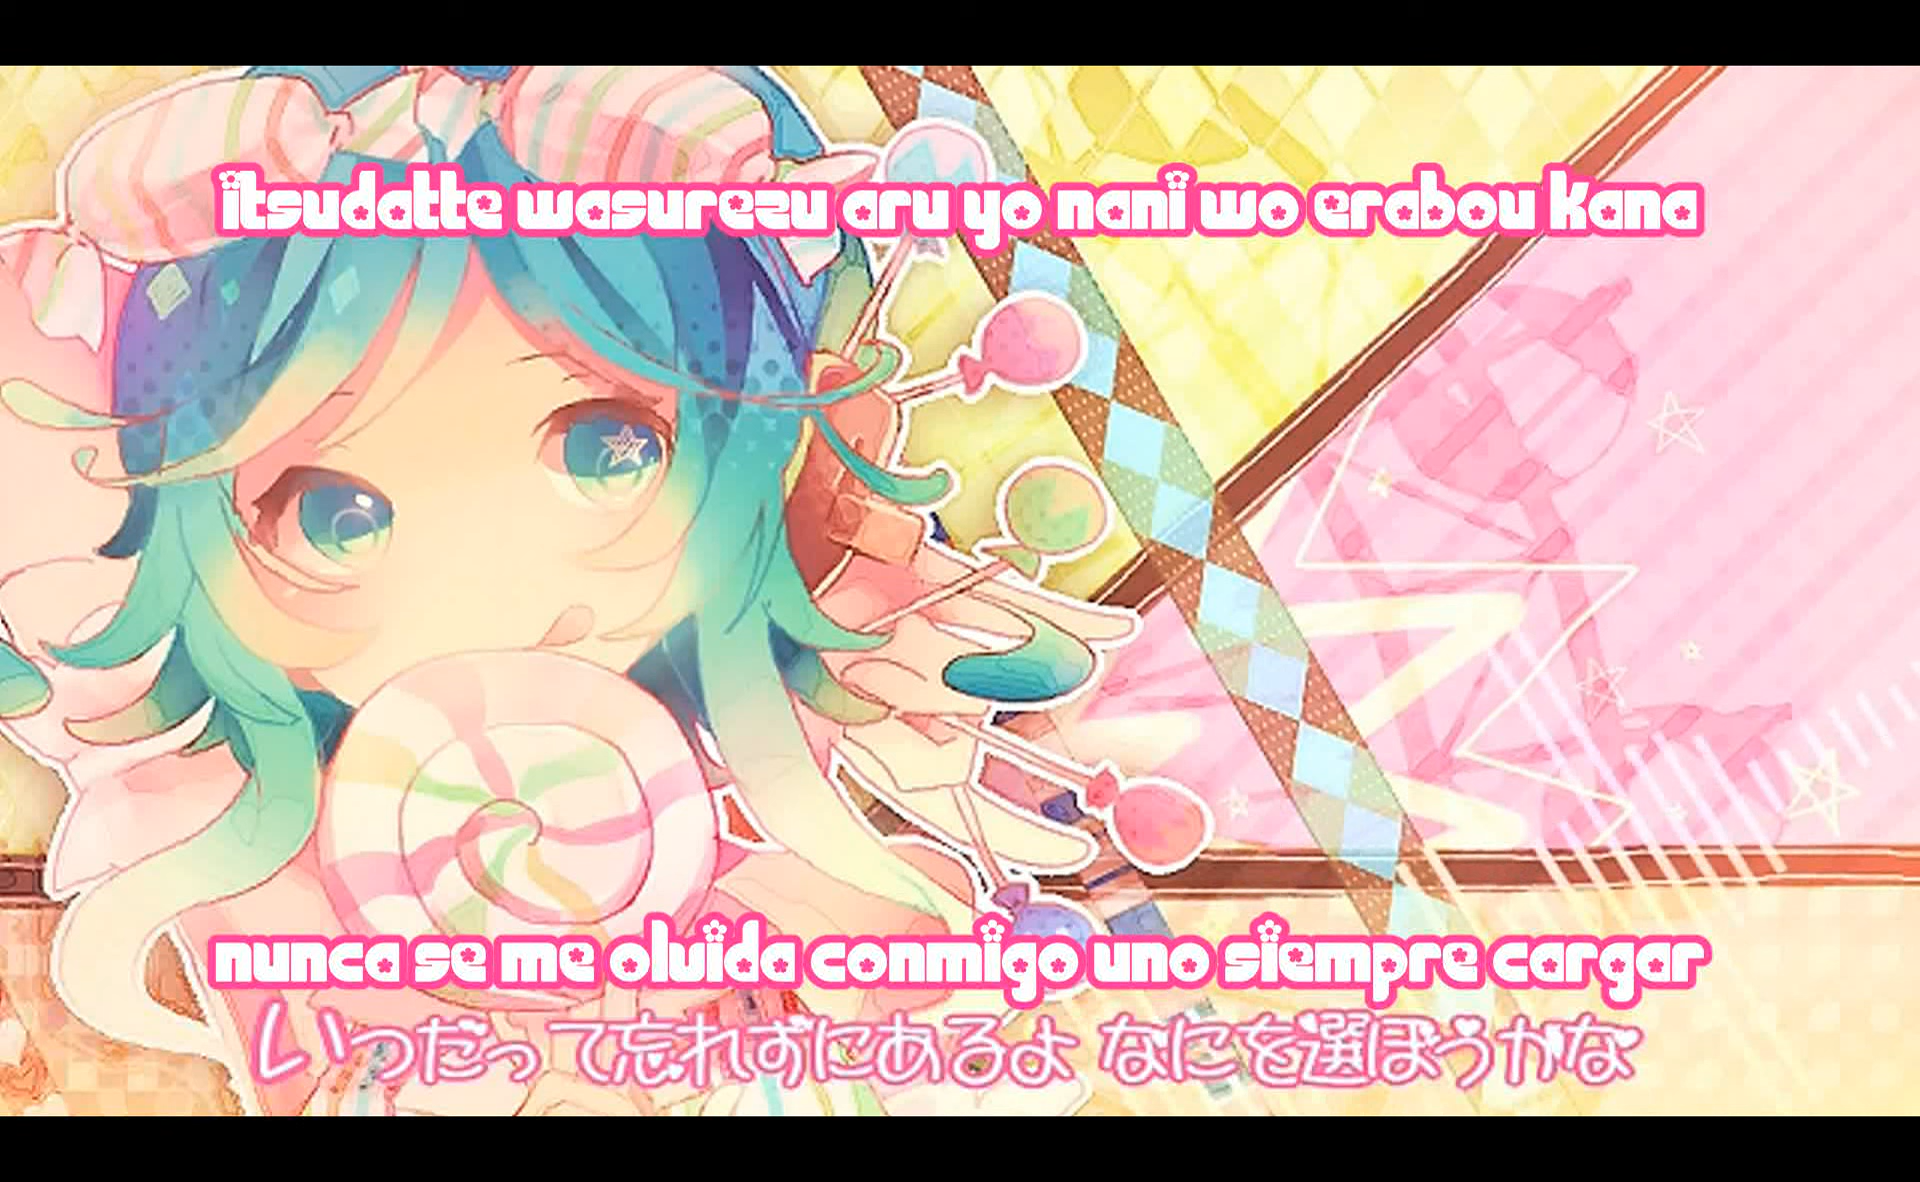 itsudatte wasurezu aru yo nani wo erabou kana
nunca se me olvida conmigo uno siempre cargar
いつだって忘れずにあるよ なにを選ぼうかな